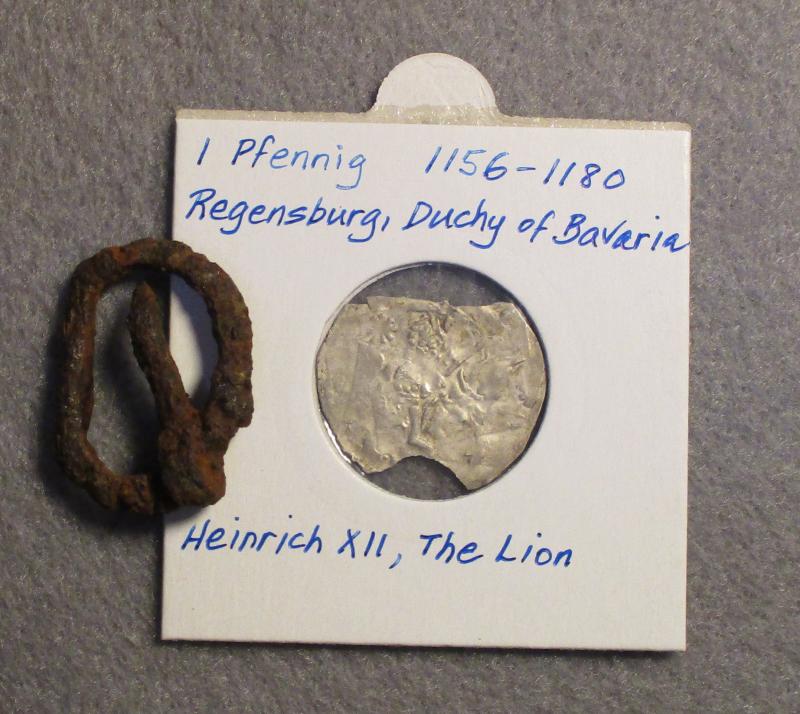 1 Pfennig 1156-1180
Regensburg, Duchy of Bavaria
Heinrich XII, The Lion